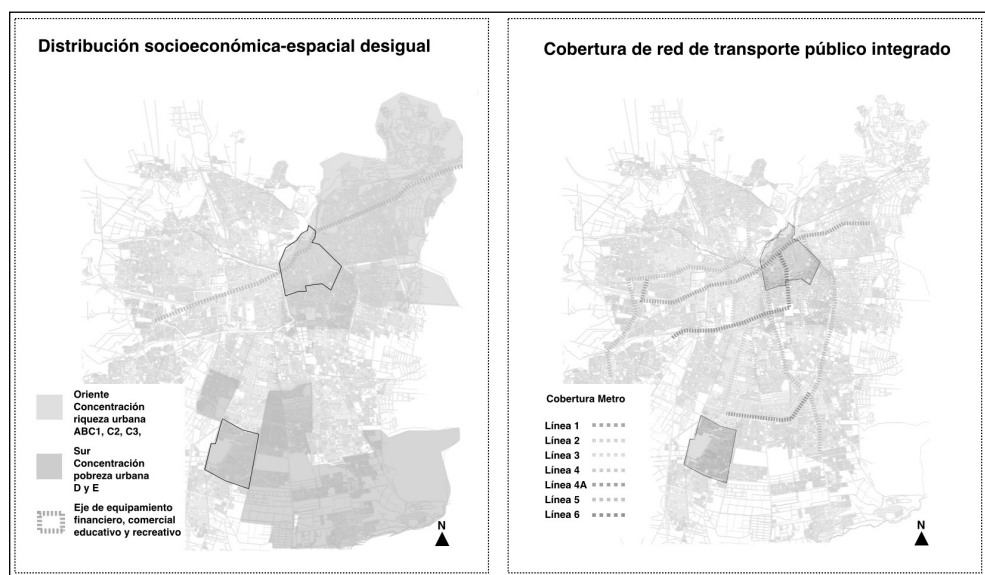 Distribución socioeconómica-espacial desigual
Oriente
Concentración
riqueza urbana
ABC1, C2, C3,
Sur
Concentración
pobreza urbana
D y E
Eje de equipamiento
financiero, comercial
educativo y recreativo
N
Cobertura de red de transporte público integrado
Cobertura Metro
Línea 1
Línea 2
Línea 3
Línea 4
Línea 4A
Línea 5
Línea 6
N